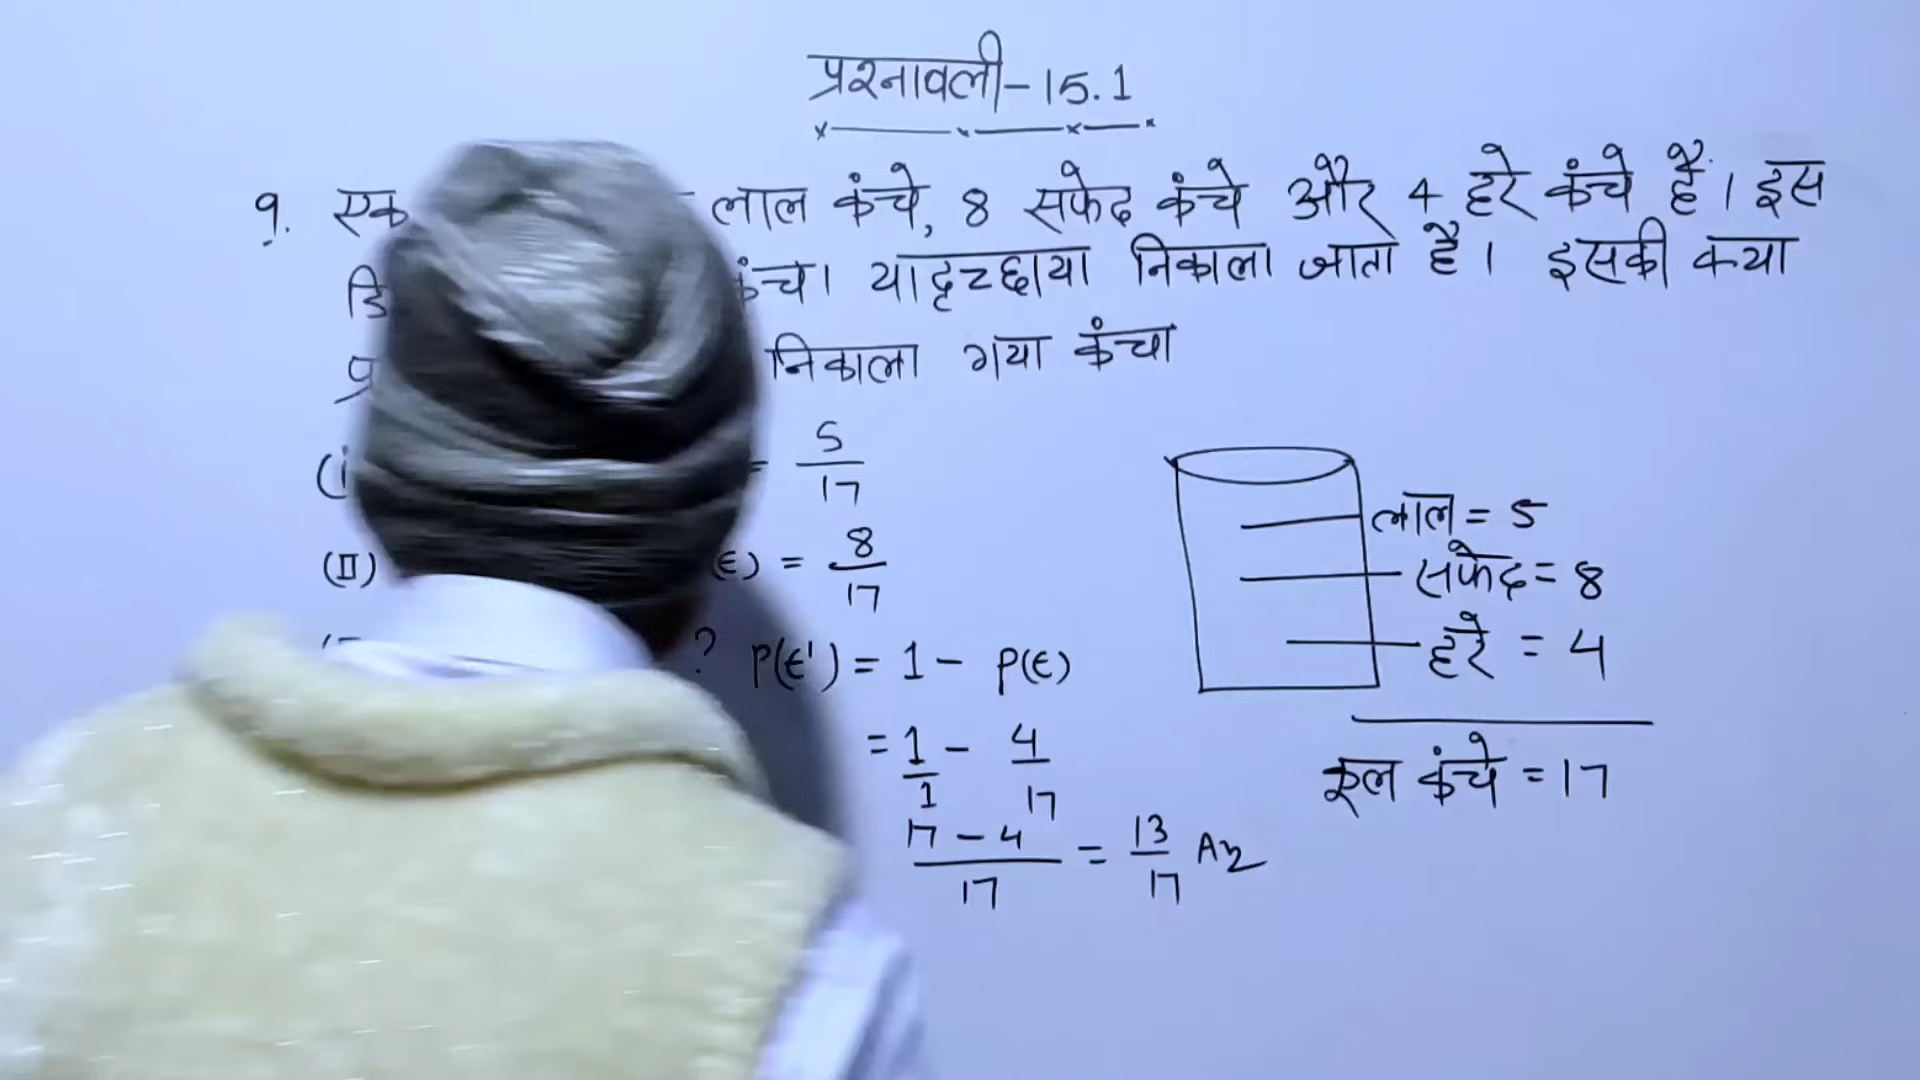 प्रश्नावली-15.1
9. एक लाल कंचे, 8 सफेद कंचे और 4 हरे कंचे हैं। इस
यादृच्छया निकाला जाता है। इसकी क्या
निकाला गया कंचा
= 5/17
(II) (E) = 8/17
? P(E') = 1 - P(E)
= 1/1 - 4/17
17 - 4/17 = 13/17 Ans
लाल = 5
सफेद = 8
हरे = 4
कुल कंचे = 17